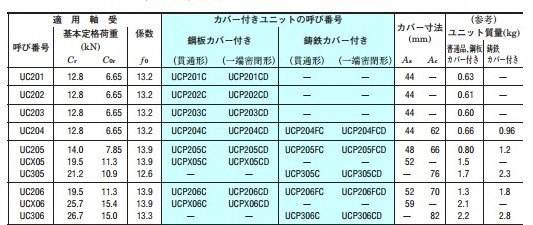 適用軸受 カバー付きユニットの呼び番号 カバー寸法 (mm) (参考) ユニット質量(kg)
呼び番号 基本定格荷重 (kN) 係数 鋼板カバー付き 鋳鉄カバー付き 普通品、鋼板カバー付き 鋳鉄カバー付き
Cr C0r f0 (貫通形) (一端密閉形) (貫通形) (一端密閉形) As Ac
UC201 12.8 6.65 13.2 UCP201C UCP201CD — — 44 — 0.63
UC202 12.8 6.65 13.2 UCP202C UCP202CD — — 44 — 0.61
UC203 12.8 6.65 13.2 UCP203C UCP203CD — — 44 — 0.60
UC204 12.8 6.65 13.2 UCP204C UCP204CD UCP204FC UCP204FCD 44 62 0.66 0.96
UC205 14.0 7.85 13.9 UCP205C UCP205CD UCP205FC UCP205FCD 48 66 0.80 1.2
UCX05 19.5 11.3 13.9 UCPX05C UCPX05CD — — 52 — 1.5 —
UC305 21.2 10.9 12.6 — — UCP305C UCP305CD — 76 1.7 2.3
UC206 19.5 11.3 13.9 UCP206C UCP206CD UCP206FC UCP206FCD 52 70 1.3 1.8
UCX06 25.7 15.4 13.9 UCPX06C UCPX06CD — — 59 — 2.1 —
UC306 26.7 15.0 13.3 — — UCP306C UCP306CD — 82 2.2 2.8